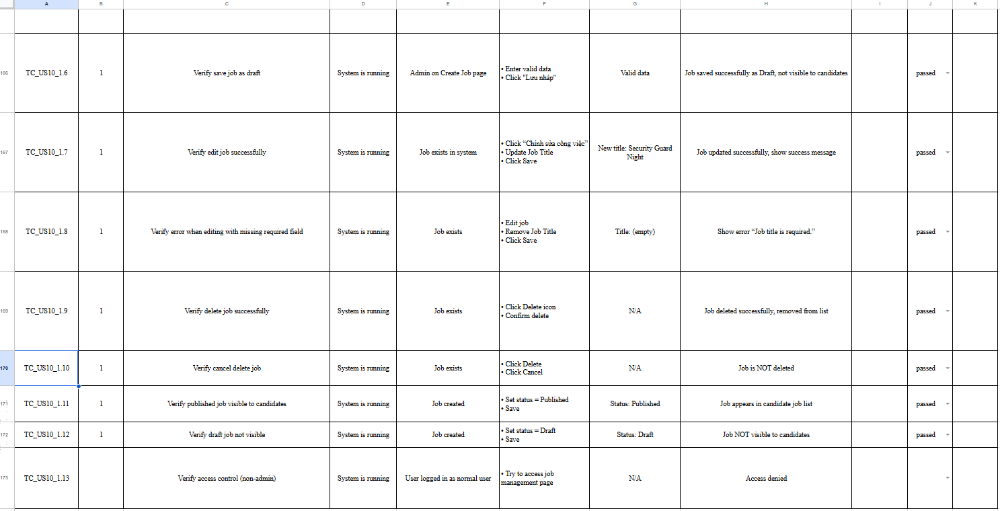 A B C D E F G H I J K
166 TC_US10_1.6 1 Verify save job as draft System is running Admin on Create Job page • Enter valid data
• Click "Lưu nháp" Valid data Job saved successfully as Draft, not visible to candidates passed
167 TC_US10_1.7 1 Verify edit job successfully System is running Job exists in system • Click “Chỉnh sửa công việc”
• Update Job Title
• Click Save New title: Security Guard
Night Job updated successfully, show success message passed
168 TC_US10_1.8 1 Verify error when editing with missing required field System is running Job exists • Edit job
• Remove Job Title
• Click Save Title: (empty) Show error “Job title is required.” passed
169 TC_US10_1.9 1 Verify delete job successfully System is running Job exists • Click Delete icon
• Confirm delete N/A Job deleted successfully, removed from list passed
170 TC_US10_1.10 1 Verify cancel delete job System is running Job exists • Click Delete
• Click Cancel N/A Job is NOT deleted passed
171 TC_US10_1.11 1 Verify published job visible to candidates System is running Job created • Set status = Published
• Save Status: Published Job appears in candidate job list passed
172 TC_US10_1.12 1 Verify draft job not visible System is running Job created • Set status = Draft
• Save Status: Draft Job NOT visible to candidates passed
173 TC_US10_1.13 Verify access control (non-admin) System is running User logged in as normal user • Try to access job
management page N/A Access denied